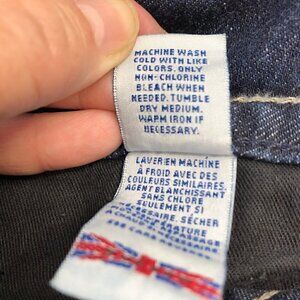 MACHINE WASH
COLD WITH LIKE
COLORS. ONLY
NON-CHLORINE
BLEACH WHEN
NEEDED. TUMBLE
DRY MEDIUM.
WARM IRON IF
NECESSARY.
LAVER EN MACHINE
À FROID AVEC DES
COULEURS SIMILAIRES.
AGENT BLANCHISSANT
SANS CHLORE
SEULEMENT SI
SÉCHER